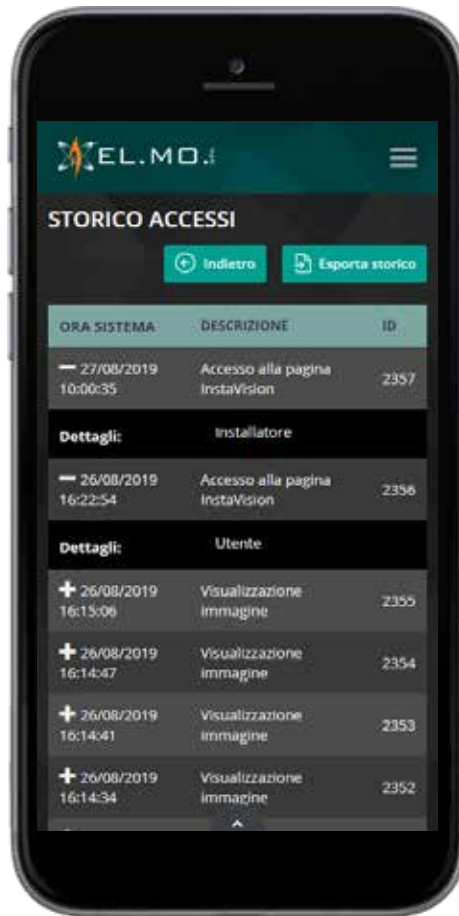 EL.MO.
STORICO ACCESSI
Indietro
Esporta storico
ORA SISTEMA DESCRIZIONE ID
27/08/2019 Accesso alla pagina 2357
10:00:35 InstaVision
Dettagli: Installatore
26/08/2019 Accesso alla pagina 2356
16:22:54 InstaVision
Dettagli: Utente
26/08/2019 Visualizzazione 2355
16:15:06 immagine
26/08/2019 Visualizzazione 2354
16:14:47 immagine
26/08/2019 Visualizzazione 2353
16:14:41 immagine
26/08/2019 Visualizzazione 2352
16:14:34 immagine